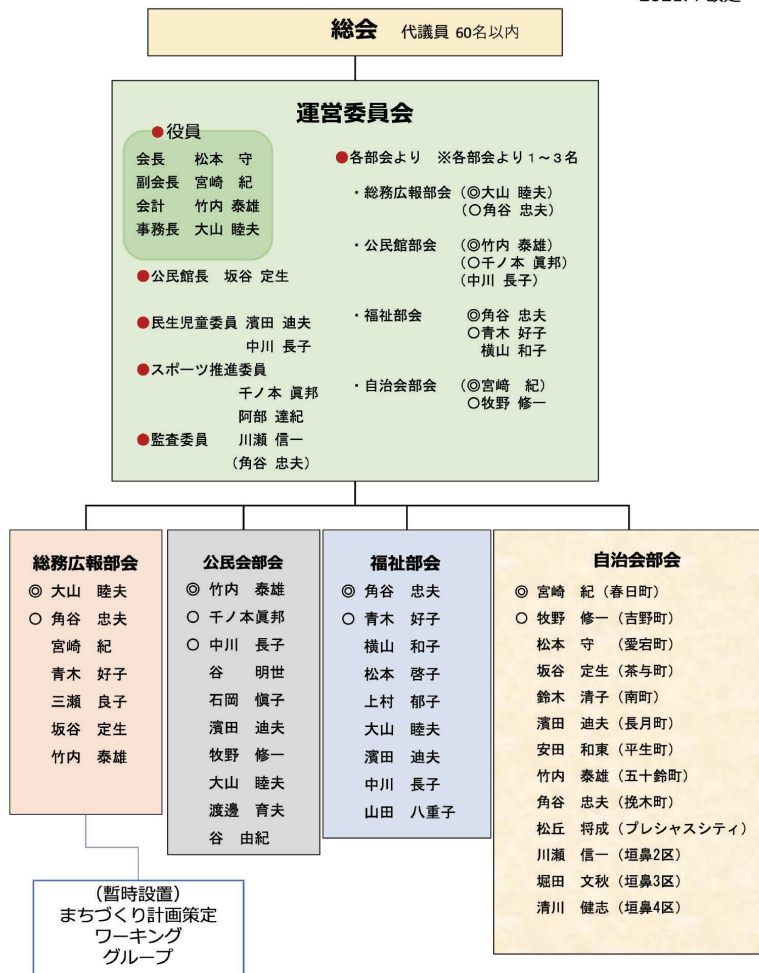 総会 代議員 60名以内
運営委員会
●役員
会長 松本 守
副会長 宮崎 紀
会計 竹内 泰雄
事務長 大山 睦夫
●公民館長 坂谷 定生
●民生児童委員 濱田 迪夫
中川 長子
●スポーツ推進委員
千ノ本 眞邦
阿部 達紀
●監査委員 川瀬 信一
(角谷 忠夫)
●各部会より ※各部会より1~3名
・総務広報部会 (◎大山 睦夫)
(○角谷 忠夫)
・公民館部会 (◎竹内 泰雄)
(○千ノ本 眞邦)
(中川 長子)
・福祉部会 ◎角谷 忠夫
○青木 好子
横山 和子
・自治会部会 (◎宮﨑 紀)
○牧野 修一
総務広報部会
◎ 大山 睦夫
○ 角谷 忠夫
宮崎 紀
青木 好子
三瀬 良子
坂谷 定生
竹内 泰雄
(暫時設置)
まちづくり計画策定
ワーキング
グループ
公民会部会
◎ 竹内 泰雄
○ 千ノ本眞邦
○ 中川 長子
谷 明世
石岡 愼子
濱田 迪夫
牧野 修一
大山 睦夫
渡邊 育夫
谷 由紀
福祉部会
◎ 角谷 忠夫
○ 青木 好子
横山 和子
松本 啓子
上村 郁子
大山 睦夫
濱田 迪夫
中川 長子
山田 八重子
自治会部会
◎ 宮崎 紀(春日町)
○ 牧野 修一(吉野町)
松本 守 (愛宕町)
坂谷 定生(茶与町)
鈴木 清子(南町)
濱田 迪夫(長月町)
安田 和東(平生町)
竹内 泰雄(五十鈴町)
角谷 忠夫(挽木町)
松丘 将成(プレシャスシティ)
川瀬 信一(垣鼻2区)
堀田 文秋(垣鼻3区)
清川 健志(垣鼻4区)